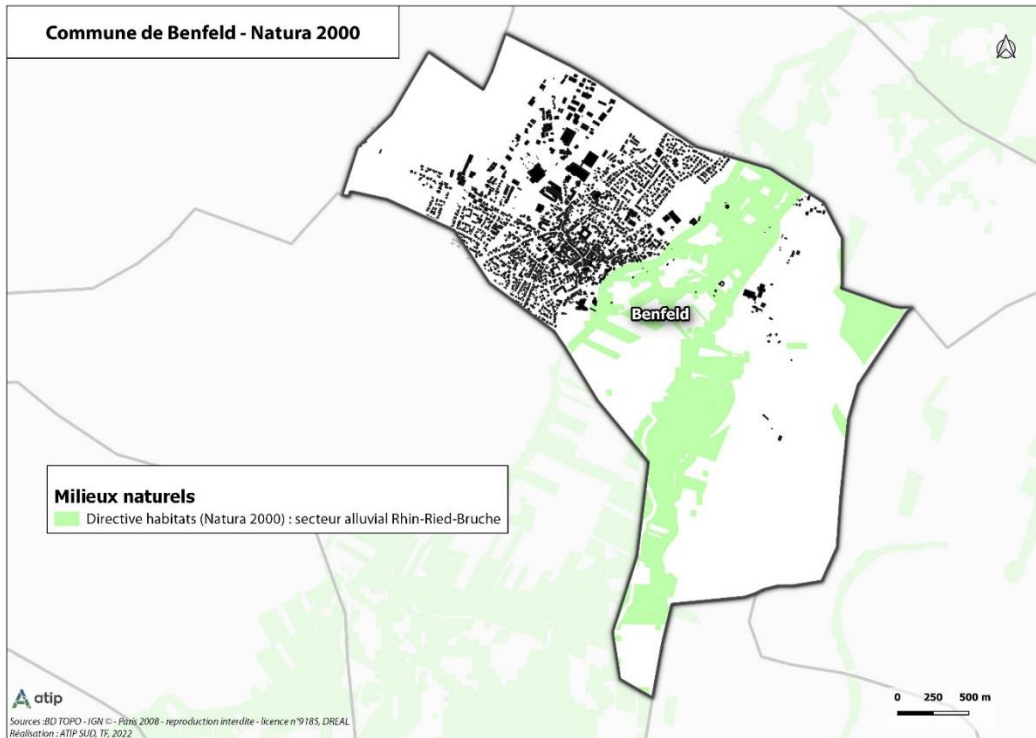 Commune de Benfeld - Natura 2000
Benfeld
Milieux naturels
Directive habitats (Natura 2000) : secteur alluvial Rhin-Ried-Bruche
atip
0 250 500 m
Sources :BD TOPO - IGN © - Paris 2008 - reproduction interdite - licence n°9185, DREAL
Réalisation : ATIP SUD, TF, 2022